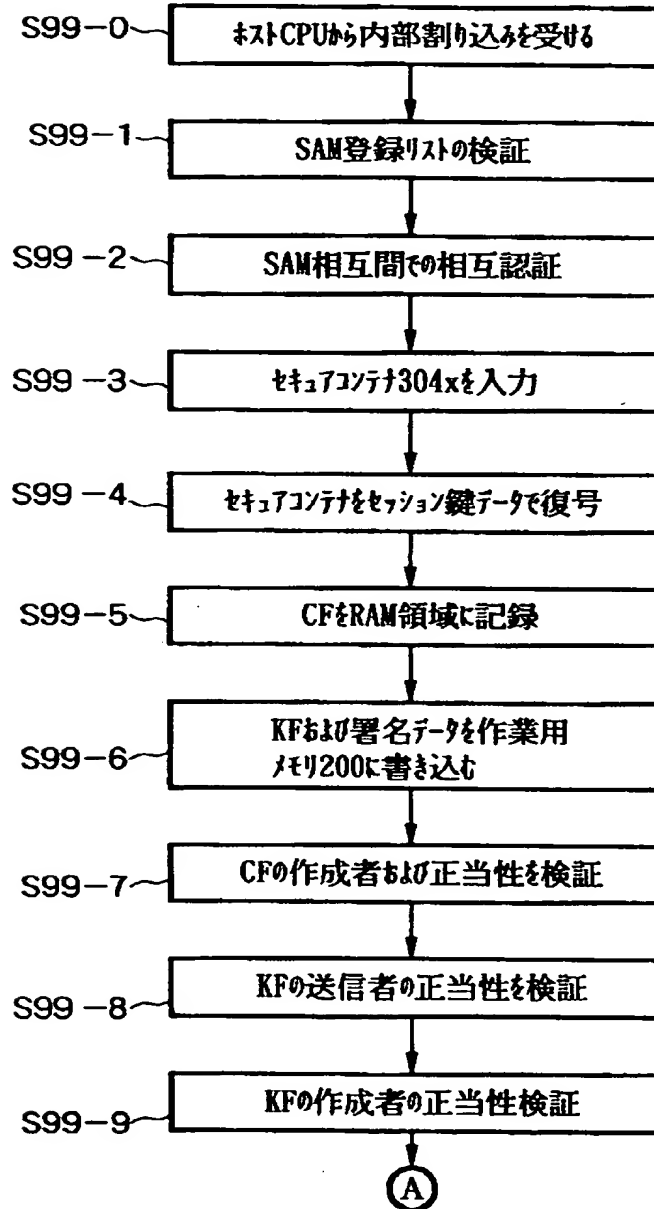 S99-0 ホストCPUから内部割り込みを受ける
S99-1 SAM登録リストの検証
S99-2 SAM相互間での相互認証
S99-3 セキュアコンテナ304xを入力
S99-4 セキュアコンテナをセッション鍵データで復号
S99-5 CFをRAM領域に記録
S99-6 KFおよび署名データを作業用
メモリ200に書き込む
S99-7 CFの作成者および正当性を検証
S99-8 KFの送信者の正当性を検証
S99-9 KFの作成者の正当性検証
A